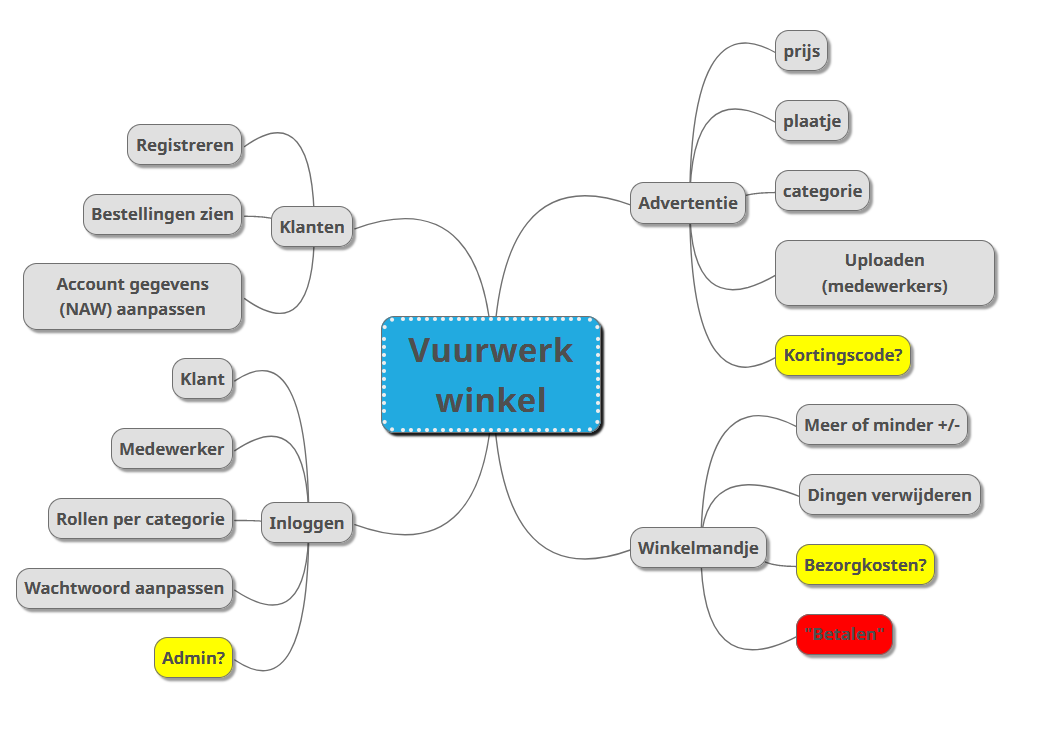 Vuurwerk
winkel
Klanten
Registreren
Bestellingen zien
Account gegevens
(NAW) aanpassen
Inloggen
Klant
Medewerker
Rollen per categorie
Wachtwoord aanpassen
Admin?
Advertentie
prijs
plaatje
categorie
Uploaden
(medewerkers)
Kortingscode?
Winkelmandje
Meer of minder +/-
Dingen verwijderen
Bezorgkosten?
"Betalen"